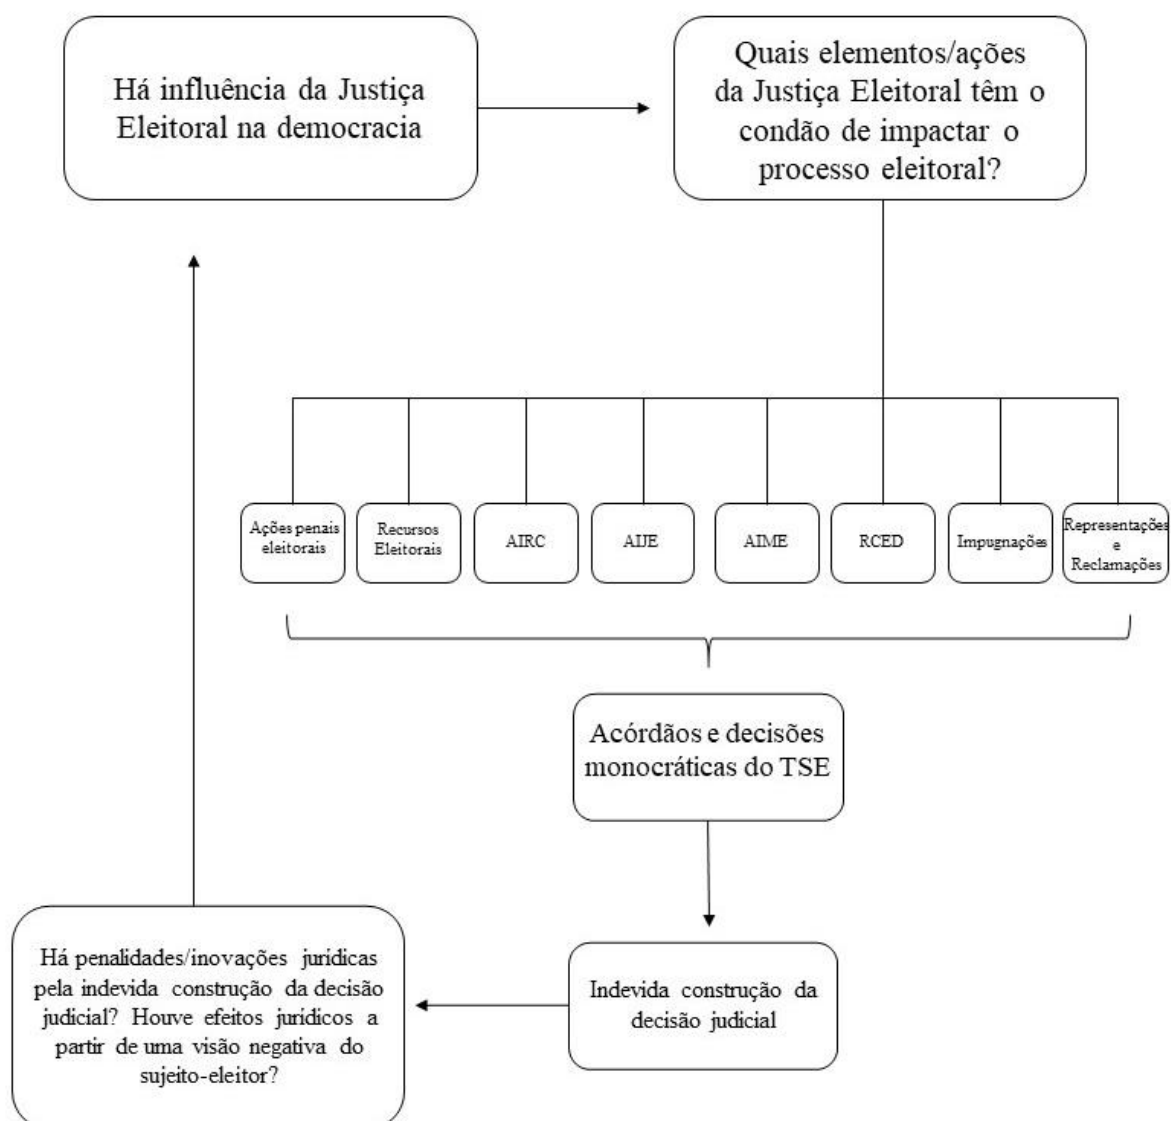 Há influência da Justiça
Eleitoral na democracia
Quais elementos/ações
da Justiça Eleitoral têm o
condão de impactar o
processo eleitoral?
Ações penais
eleitorais
Recursos
Eleitorais
AIRC
AIJE
AIME
RCED
Impugnações
Representações
e
Reclamações
Acórdãos e decisões
monocráticas do TSE
Indevida construção da
decisão judicial
Há penalidades/inovações jurídicas
pela indevida construção da decisão
judicial? Houve efeitos jurídicos a
partir de uma visão negativa do
sujeito-eleitor?